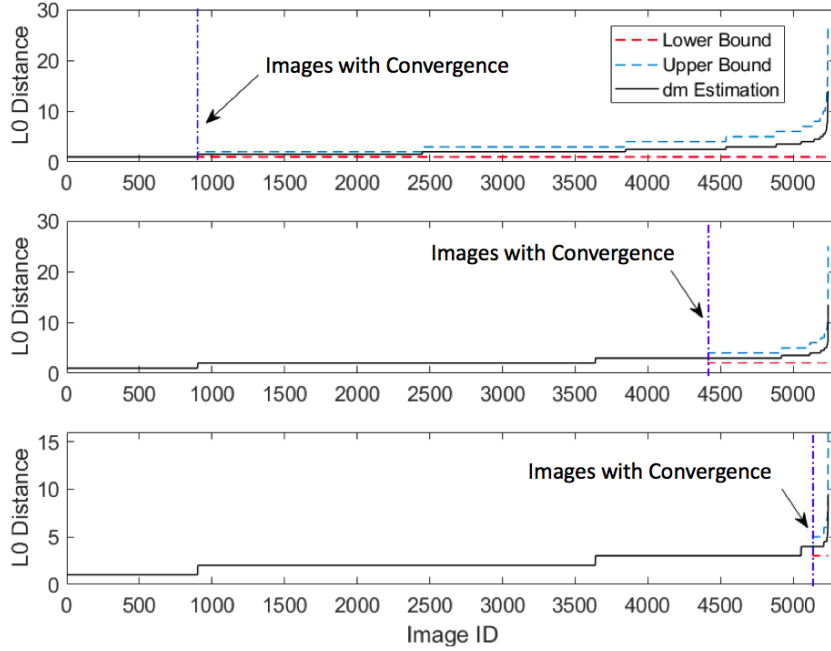 30
20
10
0
L0 Distance
Images with Convergence
Lower Bound
Upper Bound
dm Estimation
0 500 1000 1500 2000 2500 3000 3500 4000 4500 5000
30
20
10
0
L0 Distance
Images with Convergence
0 500 1000 1500 2000 2500 3000 3500 4000 4500 5000
15
10
5
0
L0 Distance
Images with Convergence
0 500 1000 1500 2000 2500 3000 3500 4000 4500 5000
Image ID